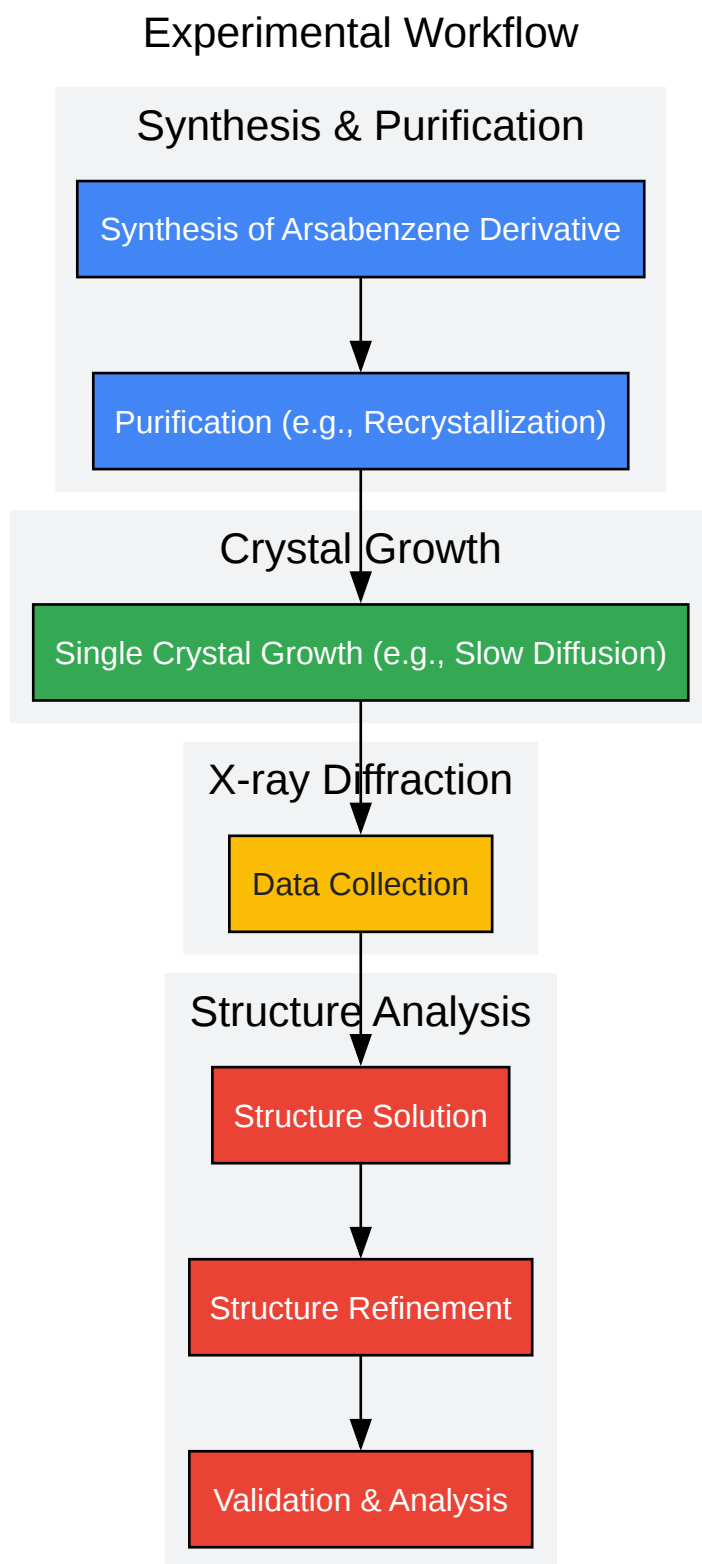 Experimental Workflow
Synthesis & Purification
Synthesis of Arsabenzene Derivative
Purification (e.g., Recrystallization)
Crystal Growth
Single Crystal Growth (e.g., Slow Diffusion)
X-ray Diffraction
Data Collection
Structure Analysis
Structure Solution
Structure Refinement
Validation & Analysis